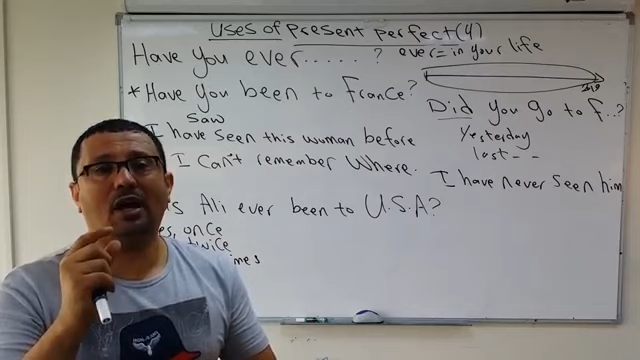 Uses of present perfect (4)
Have you ever.....? ever = in your life
* Have you been to France?
Did you go to F..?
saw
I have seen this woman before
Yesterday
last - - -
I Can't remember where.
I have never seen him
Ali ever been to U.S.A?
once
twice